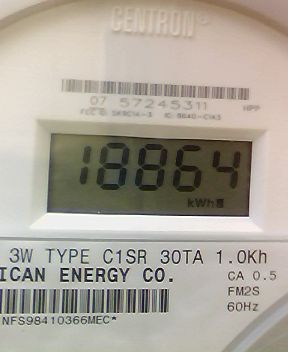 CENTRON®
07 57245311 HPP
18864
kWh
3W TYPE C1SR 30TA 1.0Kh
ICAN ENERGY CO. CA 0.5
FM2S
60Hz
NFS98410366MEC*